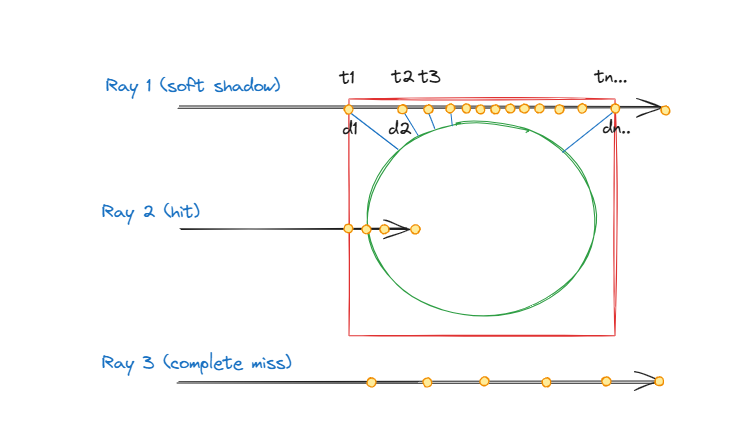 t1 t2 t3 tn...
Ray 1 (soft shadow)
d1 d2 dn..
Ray 2 (hit)
Ray 3 (complete miss)